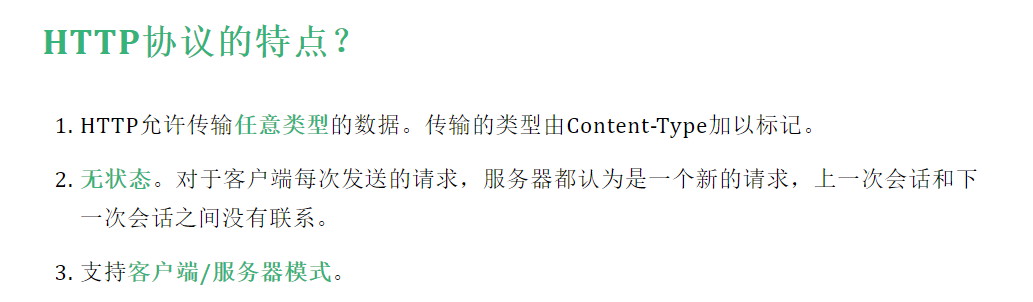 HTTP协议的特点？
1. HTTP允许传输任意类型的数据。传输的类型由Content-Type加以标记。
2. 无状态。对于客户端每次发送的请求，服务器都认为是一个新的请求，上一次会话和下
一次会话之间没有联系。
3. 支持客户端/服务器模式。